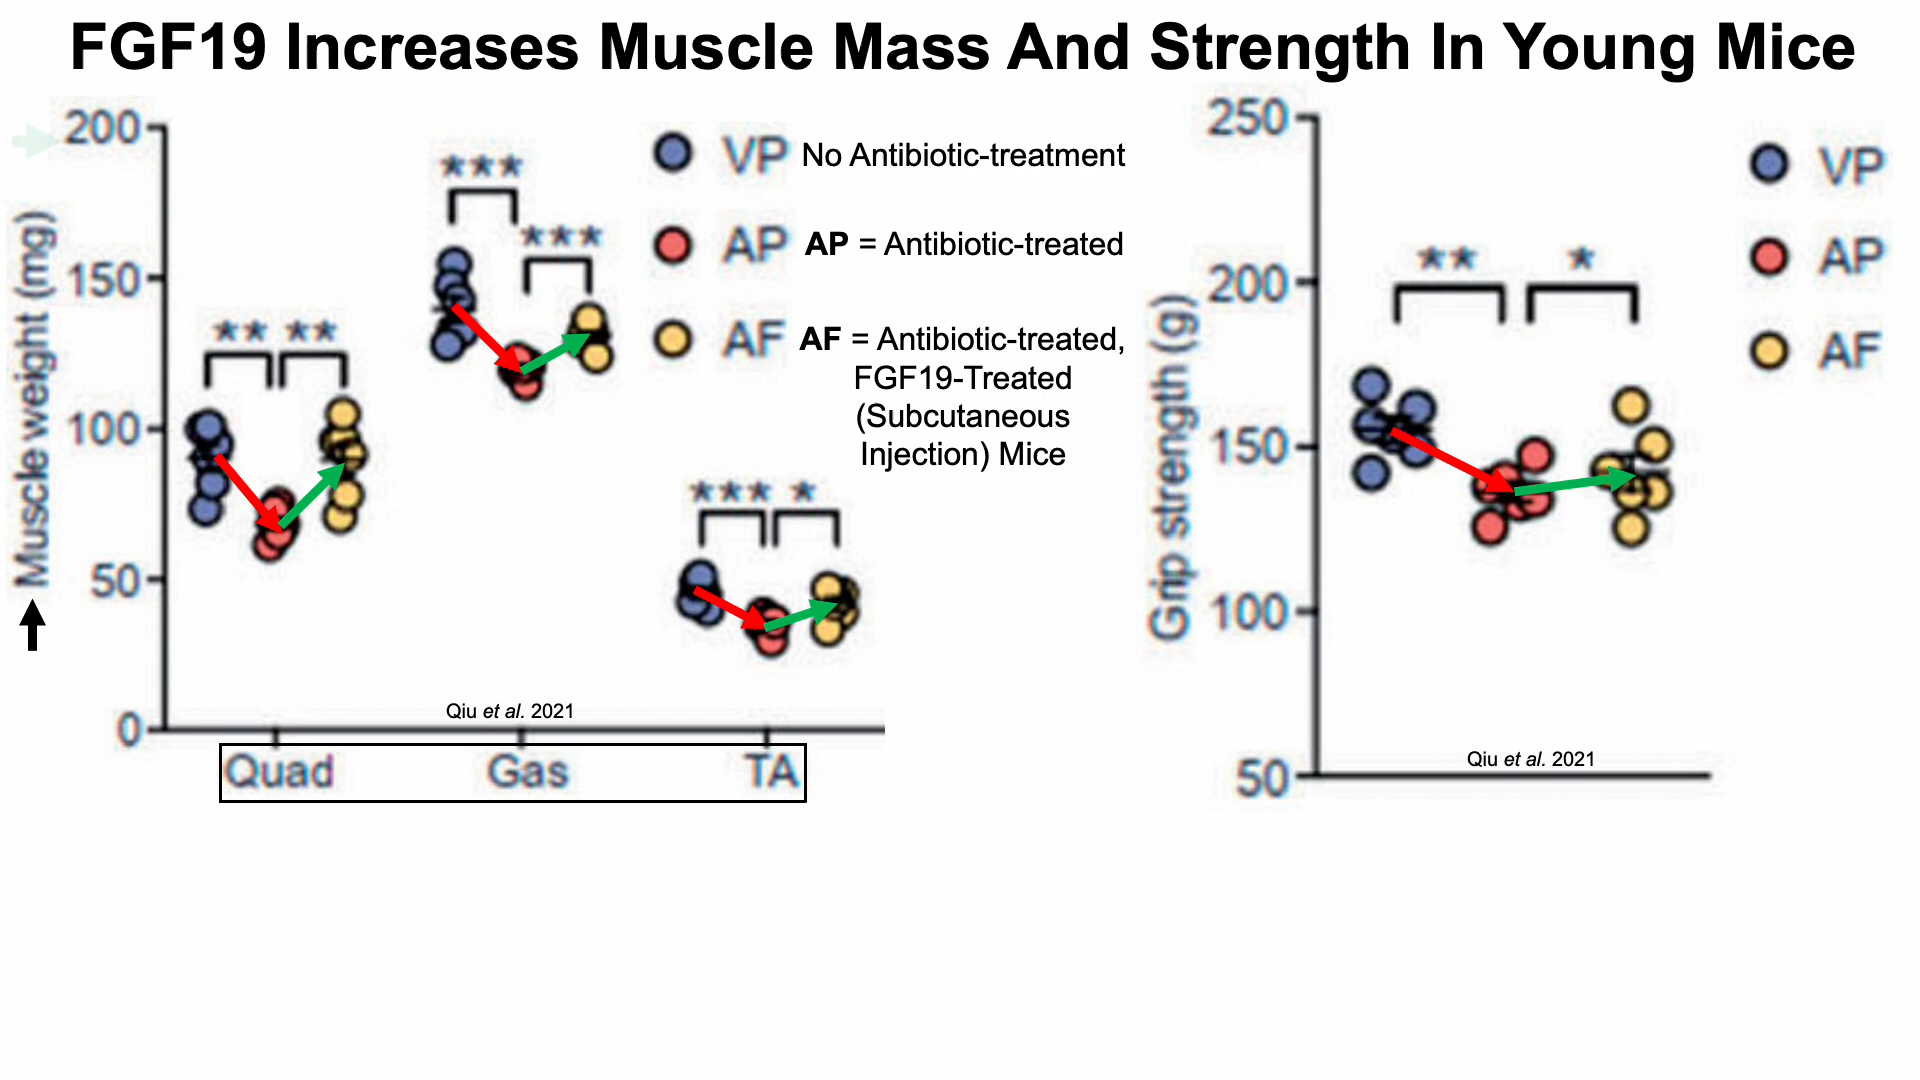 FGF19 Increases Muscle Mass And Strength In Young Mice
Muscle weight (mg)
200
150
100
50
0
** **
***
***
*** *
VP No Antibiotic-treatment
AP AP = Antibiotic-treated
AF AF = Antibiotic-treated,
FGF19-Treated
(Subcutaneous
Injection) Mice
Qiu et al. 2021
Quad Gas TA
Grip strength (g)
250
200
150
100
50
** *
VP
AP
AF
Qiu et al. 2021